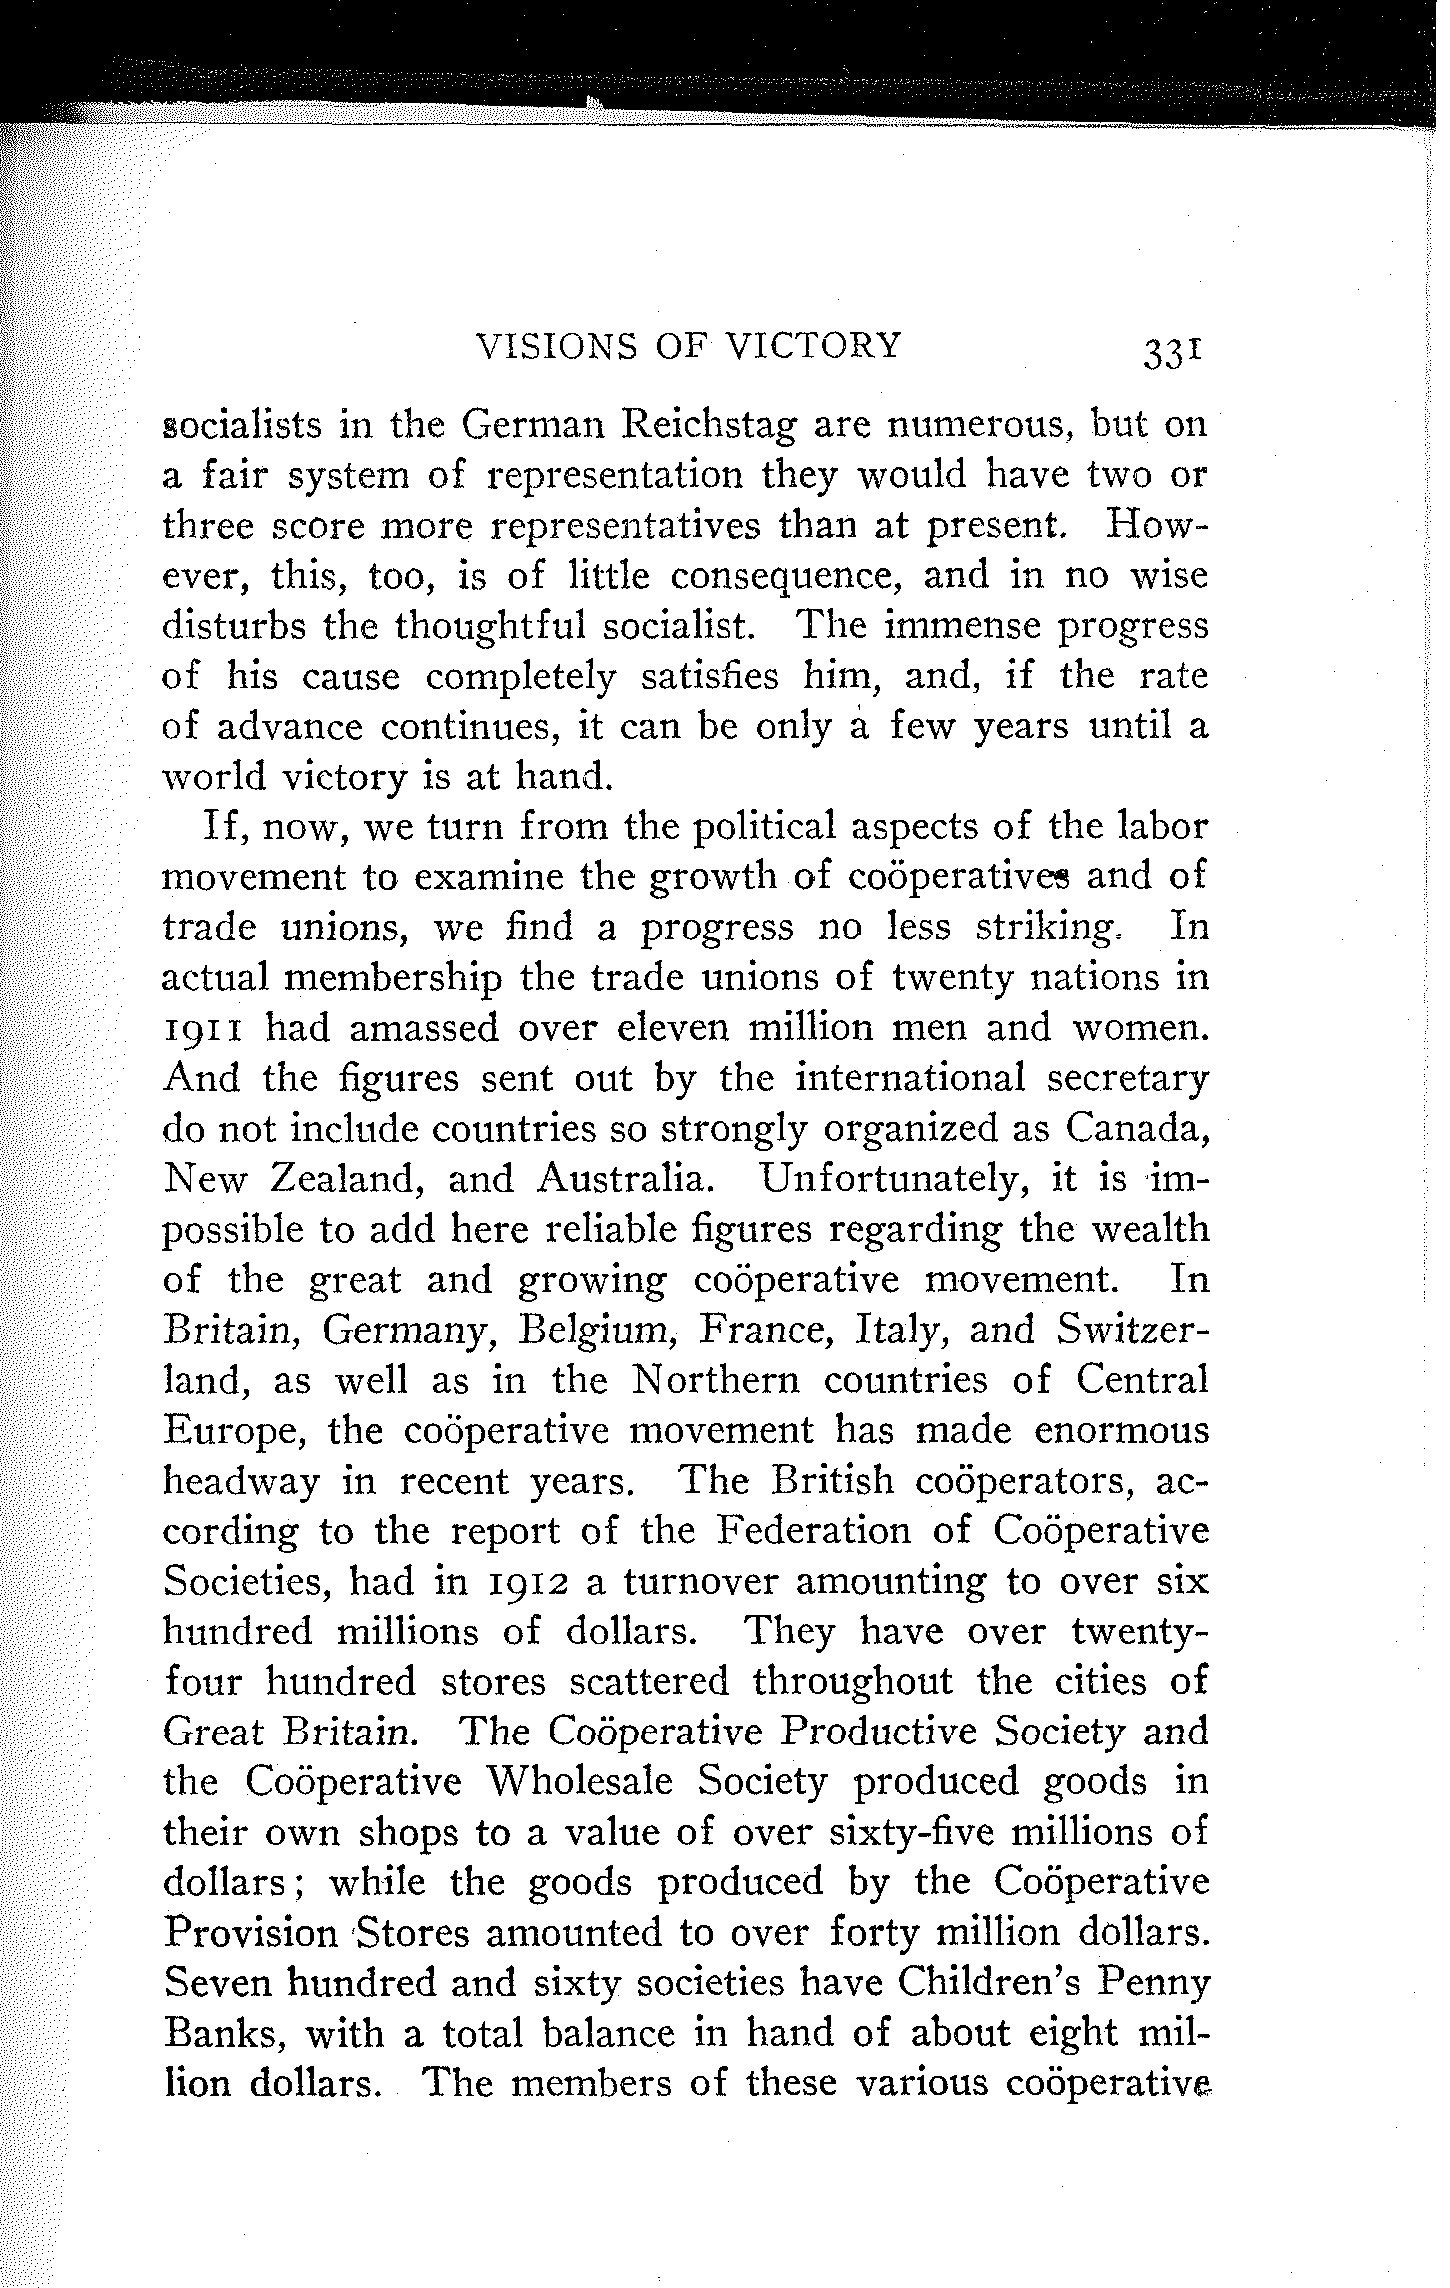 VISIONS OF VICTORY 331
socialists in the German Reichstag are numerous, but on
a fair system of representation they would have two or
three score more representatives than at present. How-
ever, this, too, is of little consequence, and in no wise
disturbs the thoughtful socialist. The immense progress
of his cause completely satisfies him, and, if the rate
of advance continues, it can be only a few years until a
world victory is at hand.
If, now, we turn from the political aspects of the labor
movement to examine the growth of coöperatives and of
trade unions, we find a progress no less striking. In
actual membership the trade unions of twenty nations in
1911 had amassed over eleven million men and women.
And the figures sent out by the international secretary
do not include countries so strongly organized as Canada,
New Zealand, and Australia. Unfortunately, it is im-
possible to add here reliable figures regarding the wealth
of the great and growing coöperative movement. In
Britain, Germany, Belgium, France, Italy, and Switzer-
land, as well as in the Northern countries of Central
Europe, the coöperative movement has made enormous
headway in recent years. The British coöperators, ac-
cording to the report of the Federation of Coöperative
Societies, had in 1912 a turnover amounting to over six
hundred millions of dollars. They have over twenty-
four hundred stores scattered throughout the cities of
Great Britain. The Coöperative Productive Society and
the Coöperative Wholesale Society produced goods in
their own shops to a value of over sixty-five millions of
dollars; while the goods produced by the Coöperative
Provision Stores amounted to over forty million dollars.
Seven hundred and sixty societies have Children's Penny
Banks, with a total balance in hand of about eight mil-
lion dollars. The members of these various coöperative